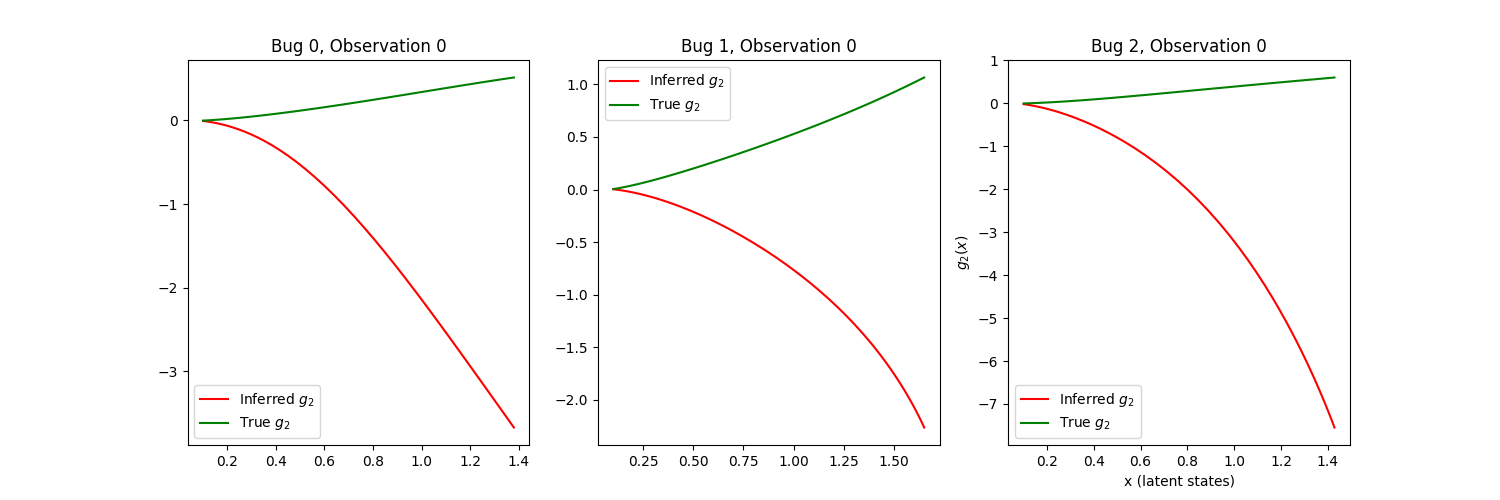 Bug 0, Observation 0
0
−1
−2
−3
Inferred g₂
True g₂
0.2 0.4 0.6 0.8 1.0 1.2 1.4
Bug 1, Observation 0
1.0
0.5
0.0
−0.5
−1.0
−1.5
−2.0
Inferred g₂
True g₂
0.25 0.50 0.75 1.00 1.25 1.50
Bug 2, Observation 0
g₂(x)
1
0
−1
−2
−3
−4
−5
−6
−7
Inferred g₂
True g₂
0.2 0.4 0.6 0.8 1.0 1.2 1.4
x (latent states)